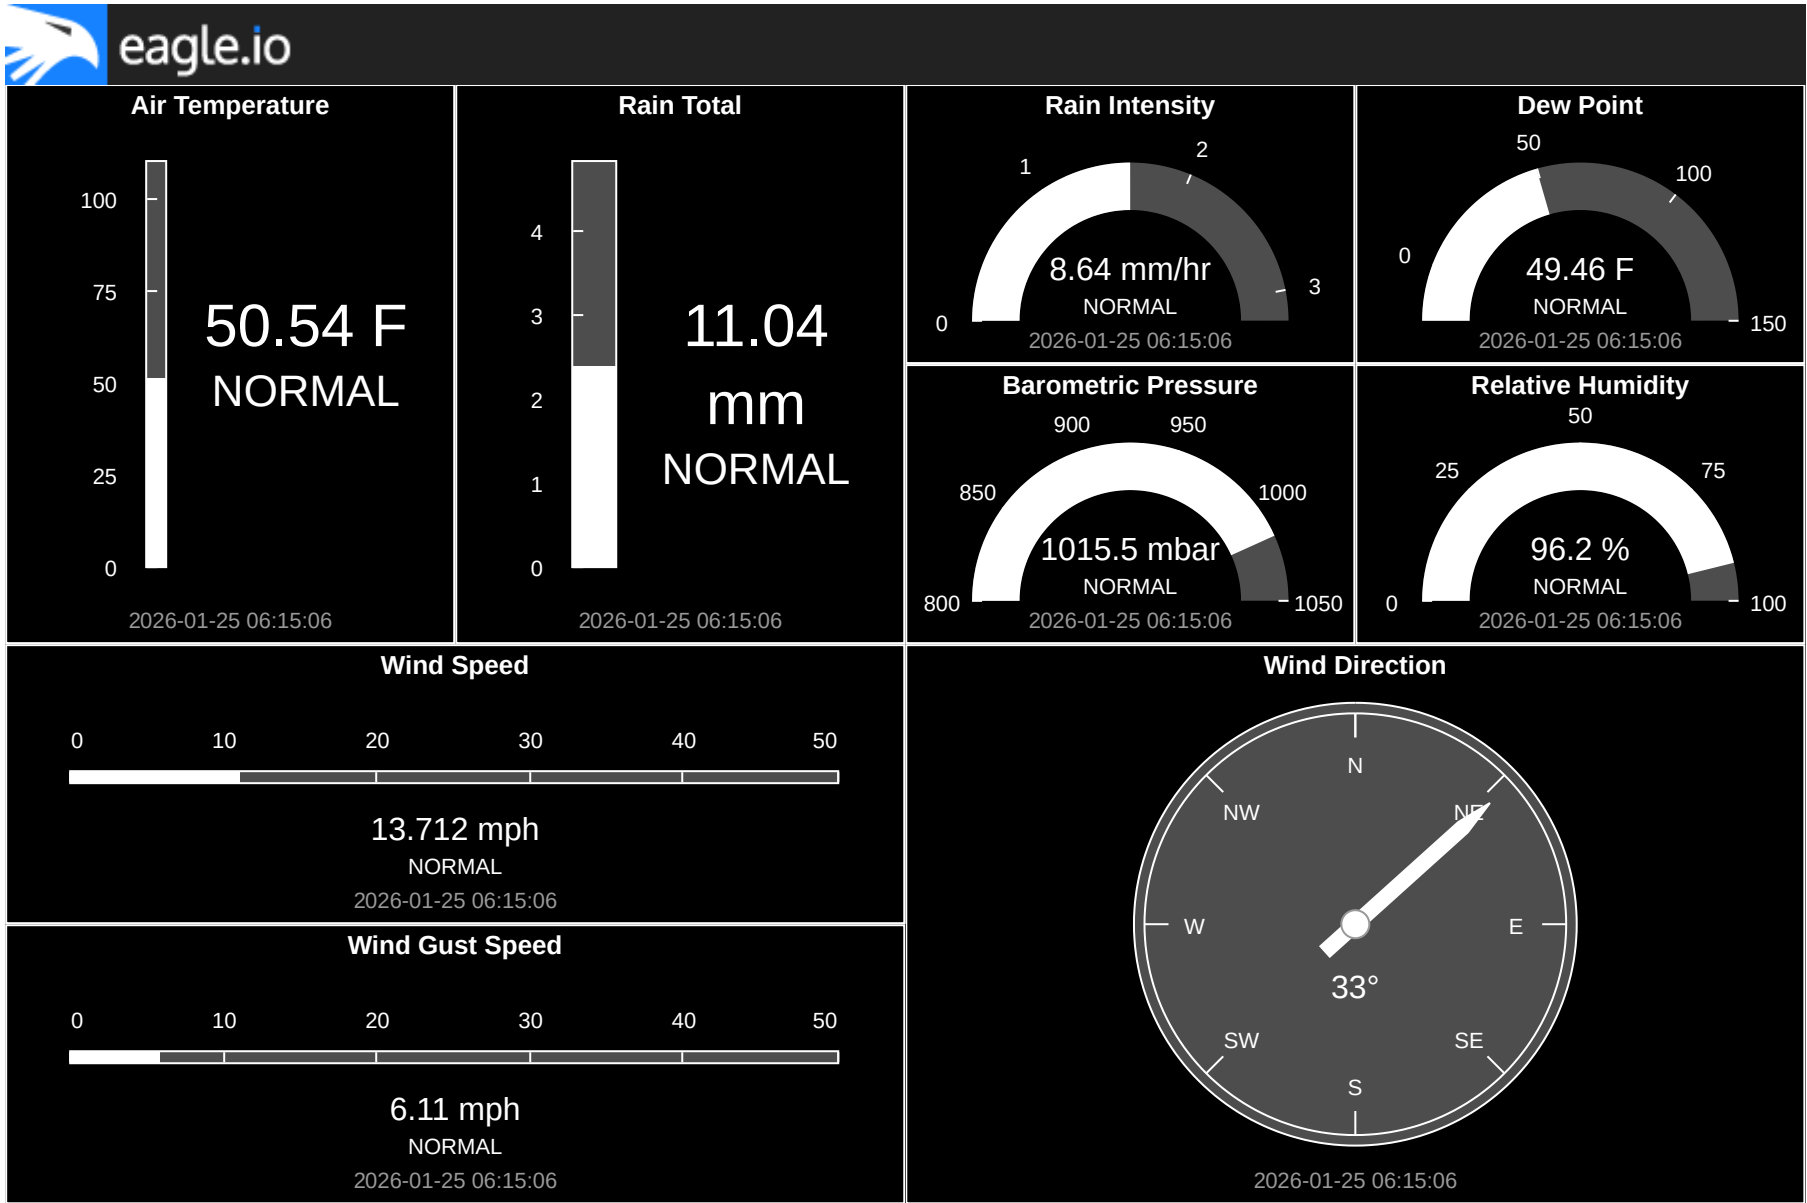 eagle.io
Air Temperature
100
75
50
25
0
50.54 F
NORMAL
2026-01-25 06:15:06
Rain Total
4
3
2
1
0
11.04
mm
NORMAL
2026-01-25 06:15:06
Rain Intensity
0
1
2
3
8.64 mm/hr
NORMAL
2026-01-25 06:15:06
Dew Point
0
50
100
150
49.46 F
NORMAL
2026-01-25 06:15:06
Barometric Pressure
800
850
900
950
1000
1050
1015.5 mbar
NORMAL
2026-01-25 06:15:06
Relative Humidity
0
25
50
75
100
96.2 %
NORMAL
2026-01-25 06:15:06
Wind Speed
0 10 20 30 40 50
13.712 mph
NORMAL
2026-01-25 06:15:06
Wind Gust Speed
0 10 20 30 40 50
6.11 mph
NORMAL
2026-01-25 06:15:06
Wind Direction
N
NW NE
W E
33°
SW SE
S
2026-01-25 06:15:06